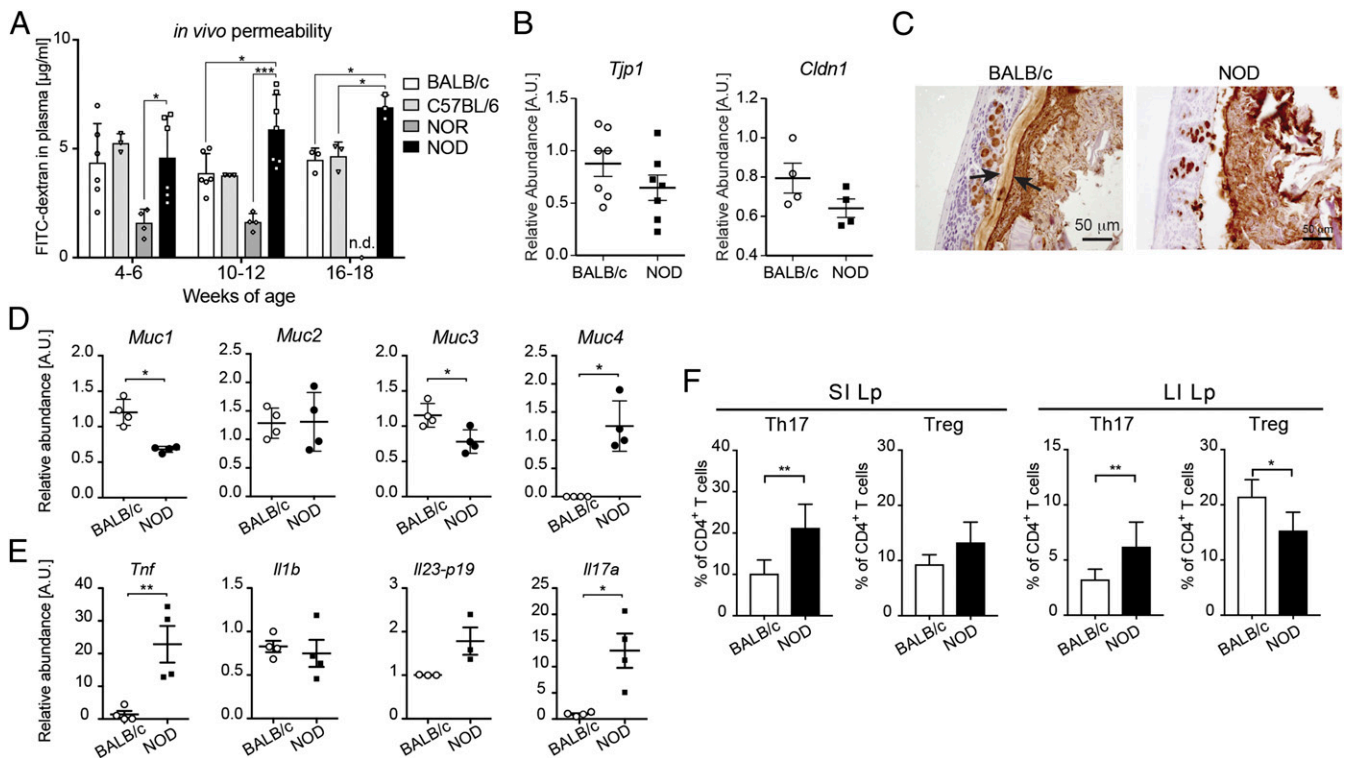 A
in vivo permeability
FITC-dextran in plasma [µg/ml]
10
5
0
*
*
***
*
*
n.d.
4-6
10-12
16-18
Weeks of age
BALB/c
C57BL/6
NOR
NOD
B
Tjp1
Relative Abundance [A.U.]
1.5
1.0
0.5
0.0
BALB/c
NOD
Cldn1
Relative Abundance [A.U.]
1.2
1.0
0.8
0.6
0.4
BALB/c
NOD
C
BALB/c
NOD
50 µm
50 µm
D
Relative abundance [A.U.]
Muc1
2.0
1.5
1.0
0.5
0.0
*
BALB/c
NOD
Muc2
2.5
2.0
1.5
1.0
0.5
0.0
BALB/c
NOD
Muc3
2.0
1.5
1.0
0.5
0.0
*
BALB/c
NOD
Muc4
2.5
2.0
1.5
1.0
0.5
0.0
*
BALB/c
NOD
E
Relative abundance [A.U.]
Tnf
40
30
20
10
0
**
BALB/c
NOD
Il1b
1.5
1.0
0.5
0.0
BALB/c
NOD
Il23-p19
3
2
1
0
BALB/c
NOD
Il17a
25
20
15
10
5
0
*
BALB/c
NOD
F
SI Lp
LI Lp
Th17
% of CD4+ T cells
40
30
20
10
0
**
BALB/c
NOD
Treg
% of CD4+ T cells
30
20
10
0
BALB/c
NOD
Th17
% of CD4+ T cells
15
10
5
0
**
BALB/c
NOD
Treg
% of CD4+ T cells
30
20
10
0
*
BALB/c
NOD